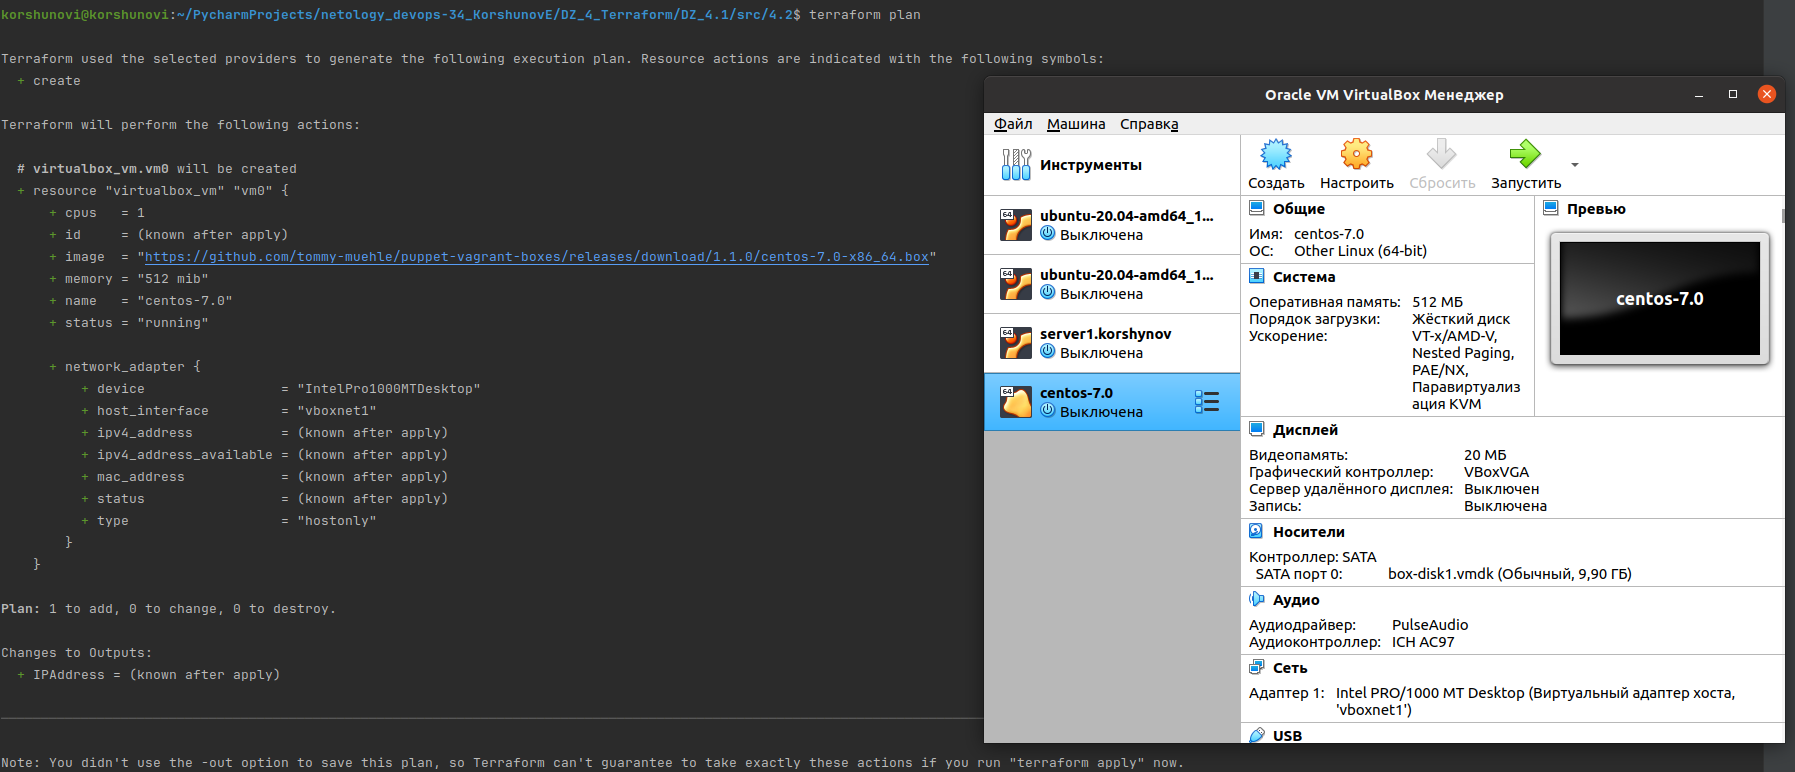 korshunovi@korshunovi:~/PycharmProjects/netology_devops-34_KorshunovE/DZ_4_Terraform/DZ_4.1/src/4.2$ terraform plan
Terraform used the selected providers to generate the following execution plan. Resource actions are indicated with the following symbols:
+ create
Terraform will perform the following actions:
# virtualbox_vm.vm0 will be created
+ resource "virtualbox_vm" "vm0" {
+ cpus   = 1
+ id     = (known after apply)
+ image  = "https://github.com/tommy-muehle/puppet-vagrant-boxes/releases/download/1.1.0/centos-7.0-x86_64.box"
+ memory = "512 mib"
+ name   = "centos-7.0"
+ status = "running"
+ network_adapter {
+ device                 = "IntelPro1000MTDesktop"
+ host_interface         = "vboxnet1"
+ ipv4_address           = (known after apply)
+ ipv4_address_available = (known after apply)
+ mac_address            = (known after apply)
+ status                 = (known after apply)
+ type                   = "hostonly"
}
}
Plan: 1 to add, 0 to change, 0 to destroy.
Changes to Outputs:
+ IPAddress = (known after apply)
Note: You didn't use the -out option to save this plan, so Terraform can't guarantee to take exactly these actions if you run "terraform apply" now.
Oracle VM VirtualBox Менеджер
Файл Машина Справка
Инструменты
Создать Настроить Сбросить Запустить
64
ubuntu-20.04-amd64_1...
Выключена
64
ubuntu-20.04-amd64_1...
Выключена
64
server1.korshynov
Выключена
64
centos-7.0
Выключена
Общие
Имя: centos-7.0
ОС: Other Linux (64-bit)
Превью
centos-7.0
Система
Оперативная память: 512 МБ
Порядок загрузки: Жёсткий диск
Ускорение: VT-x/AMD-V,
Nested Paging,
PAE/NX,
Паравиртуализ
ация KVM
Дисплей
Видеопамять: 20 МБ
Графический контроллер: VBoxVGA
Сервер удалённого дисплея: Выключен
Запись: Выключена
Носители
Контроллер: SATA
SATA порт 0: box-disk1.vmdk (Обычный, 9,90 ГБ)
Аудио
Аудиодрайвер: PulseAudio
Аудиоконтроллер: ICH AC97
Сеть
Адаптер 1: Intel PRO/1000 MT Desktop (Виртуальный адаптер хоста,
'vboxnet1')
USB